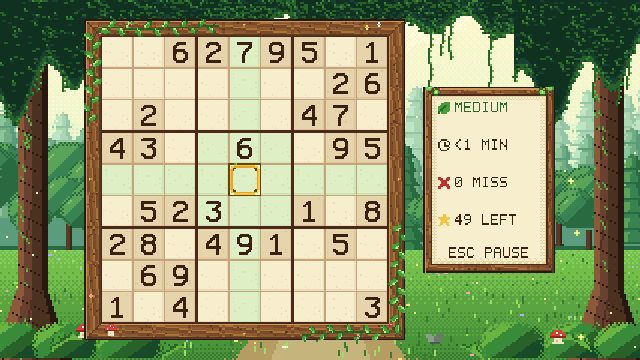 6 2 7 9 5 1
2 6
2 4 7
4 3 6 9 5
5 2 3 1 8
2 8 4 9 1 5
6 9
1 4 3
MEDIUM
<1 MIN
0 MISS
49 LEFT
ESC PAUSE